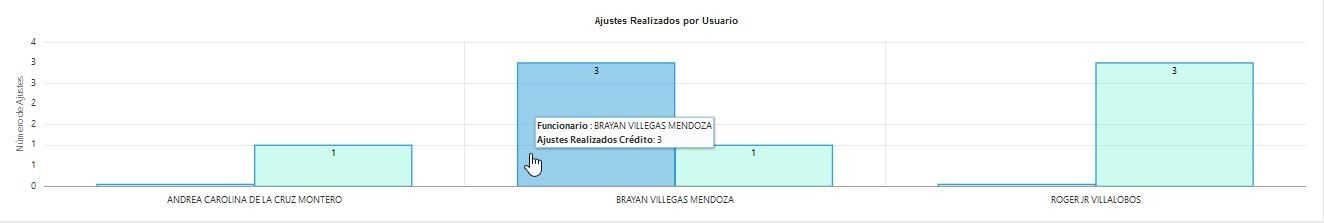 Ajustes Realizados por Usuario
Número de Ajustes
4
3
3
2
2
1
1
0
3
1
1
3
Funcionario : BRAYAN VILLEGAS MENDOZA
Ajustes Realizados Crédito: 3
ANDREA CAROLINA DE LA CRUZ MONTERO
BRAYAN VILLEGAS MENDOZA
ROGER JR VILLALOBOS